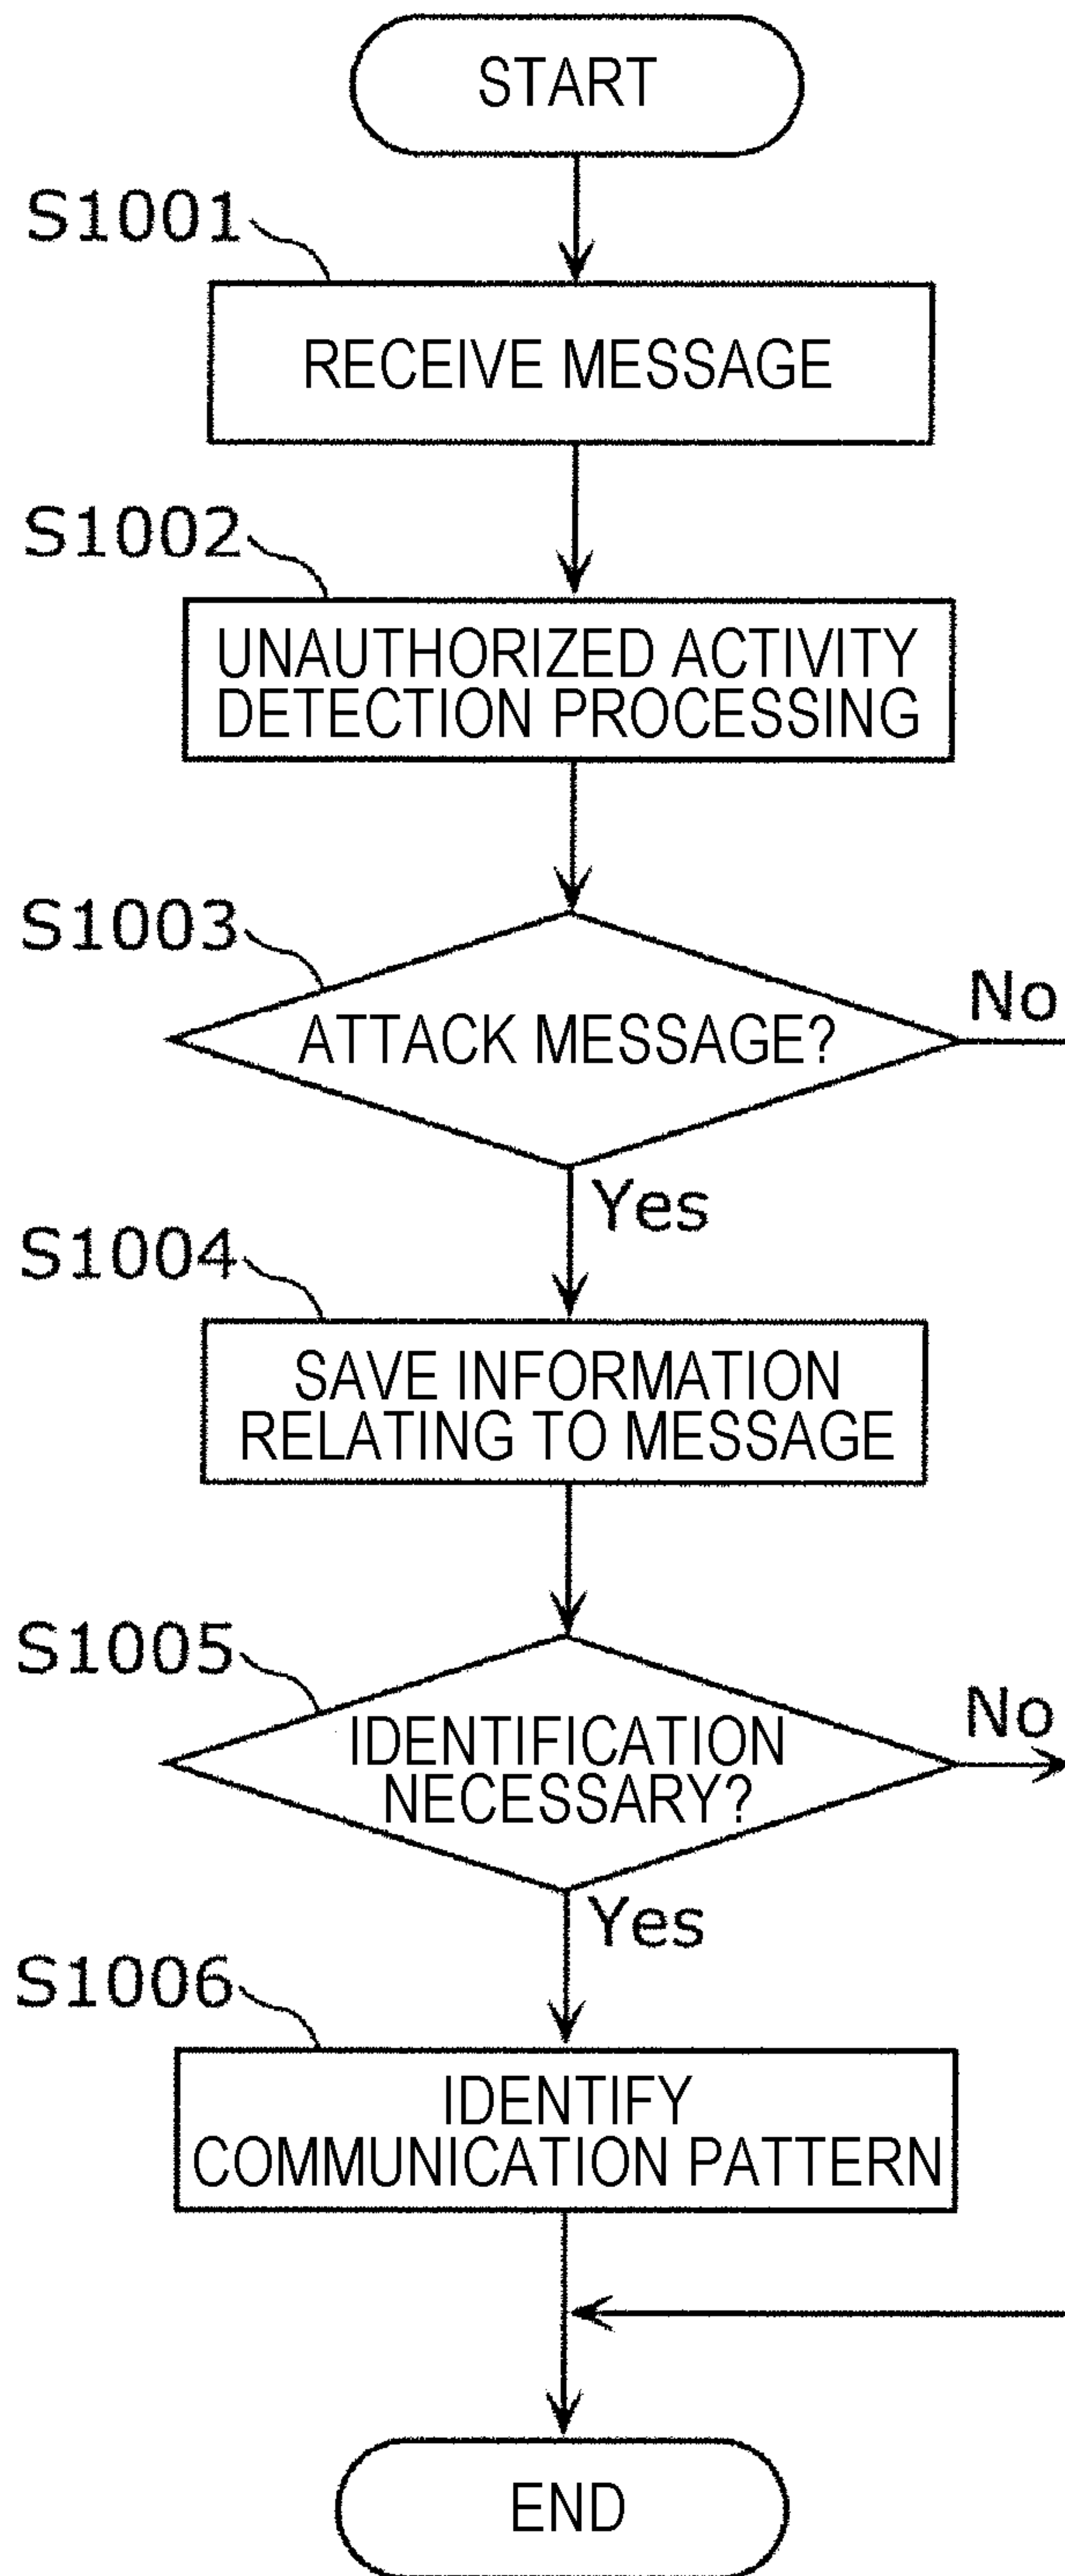 START
S1001
RECEIVE MESSAGE
S1002
UNAUTHORIZED ACTIVITY
DETECTION PROCESSING
S1003
ATTACK MESSAGE?
No
Yes
S1004
SAVE INFORMATION
RELATING TO MESSAGE
S1005
IDENTIFICATION
NECESSARY?
No
Yes
S1006
IDENTIFY
COMMUNICATION PATTERN
END